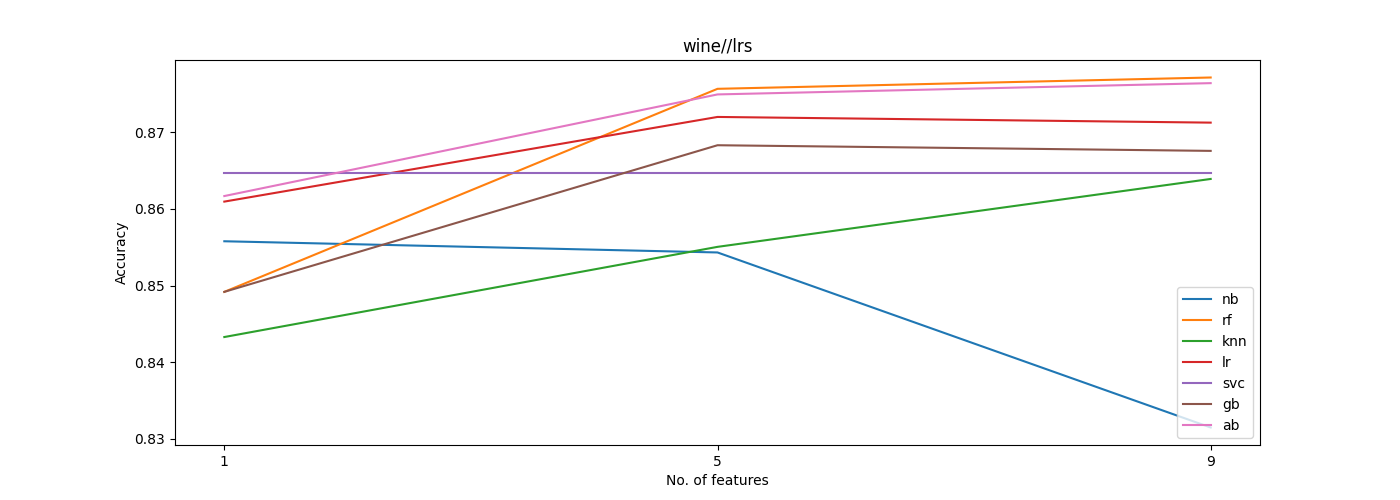 wine//lrs
Accuracy
0.87
0.86
0.85
0.84
0.83
1 5 9
No. of features
nb
rf
knn
lr
svc
gb
ab